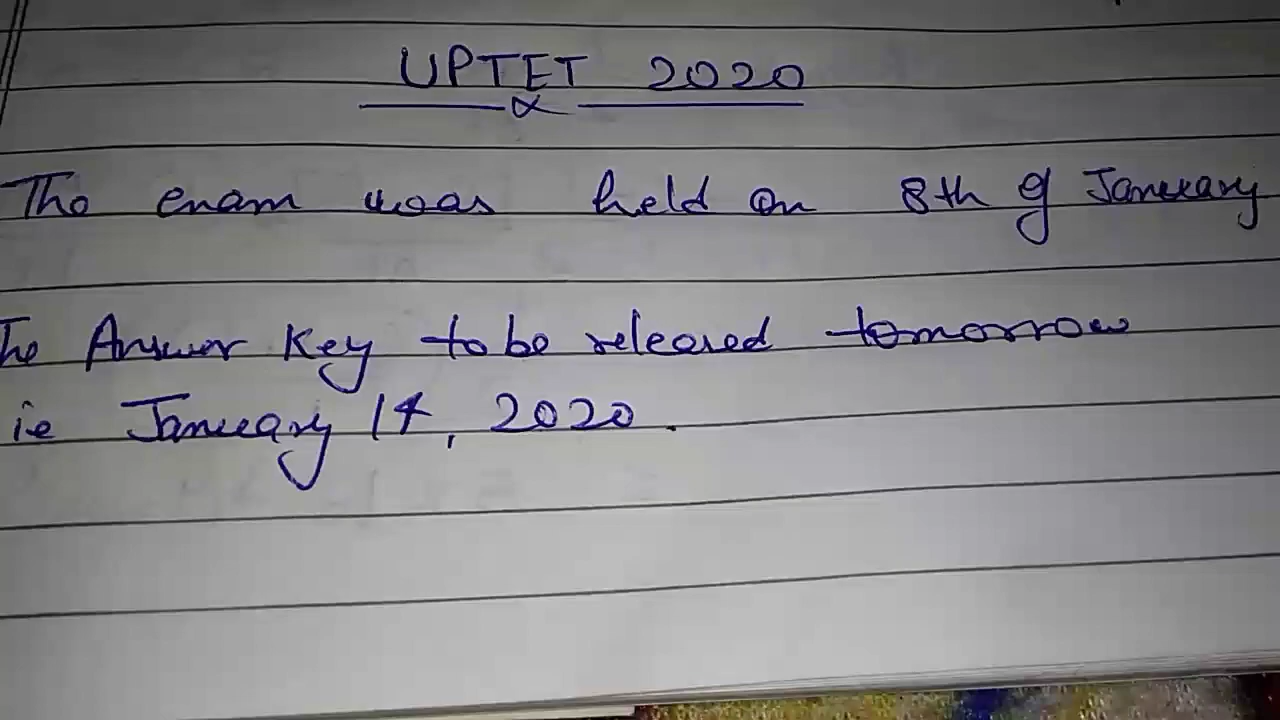 UPTET 2020
The exam was held on 8th of January
The Answer Key to be released tomorrow
ie January 14, 2020.